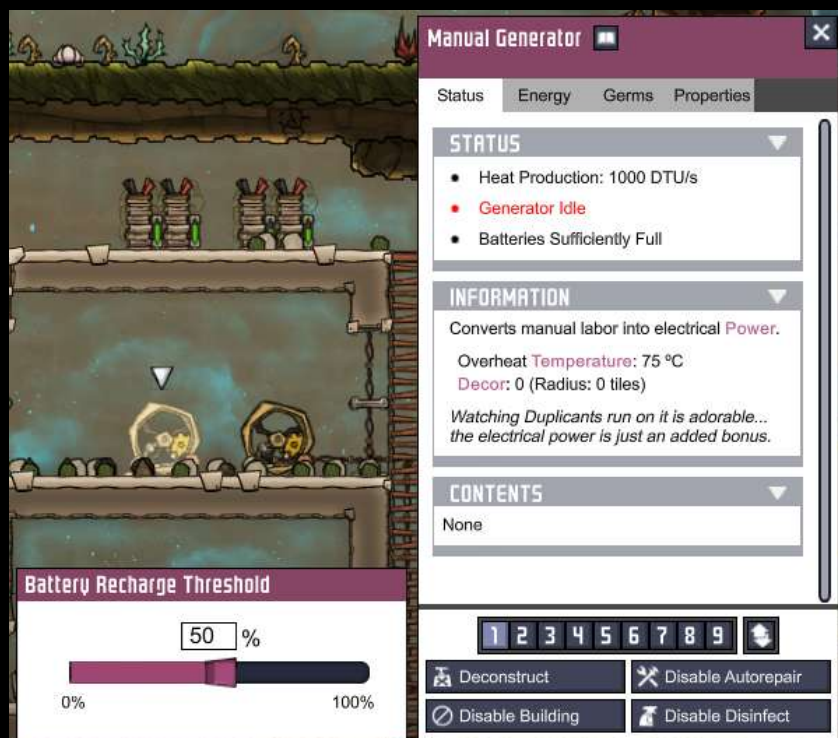 Manual Generator
Status Energy Germs Properties
STATUS
• Heat Production: 1000 DTU/s
• Generator Idle
• Batteries Sufficiently Full
INFORMATION
Converts manual labor into electrical Power.
Overheat Temperature: 75 ºC
Decor: 0 (Radius: 0 tiles)
Watching Duplicants run on it is adorable...
the electrical power is just an added bonus.
CONTENTS
None
Battery Recharge Threshold
50 %
0% 100%
1 2 3 4 5 6 7 8 9
Deconstruct Disable Autorepair
Disable Building Disable Disinfect